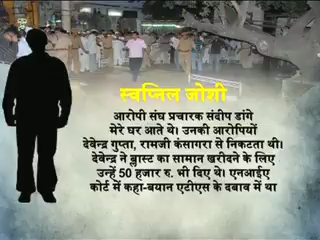 स्वप्निल जोशी
आरोपी संघ प्रचारक संदीप डांगे
मेरे घर आते थे। उनकी आरोपियों
देवेन्द्र गुप्ता, रामजी कंसागरा से निकटता थी।
देवेन्द्र ने ब्लास्ट का सामान खरीदने के लिए
उन्हें 50 हजार रु. भी दिए थे। एनआईए
कोर्ट में कहा-बयान एटीएस के दबाव में था